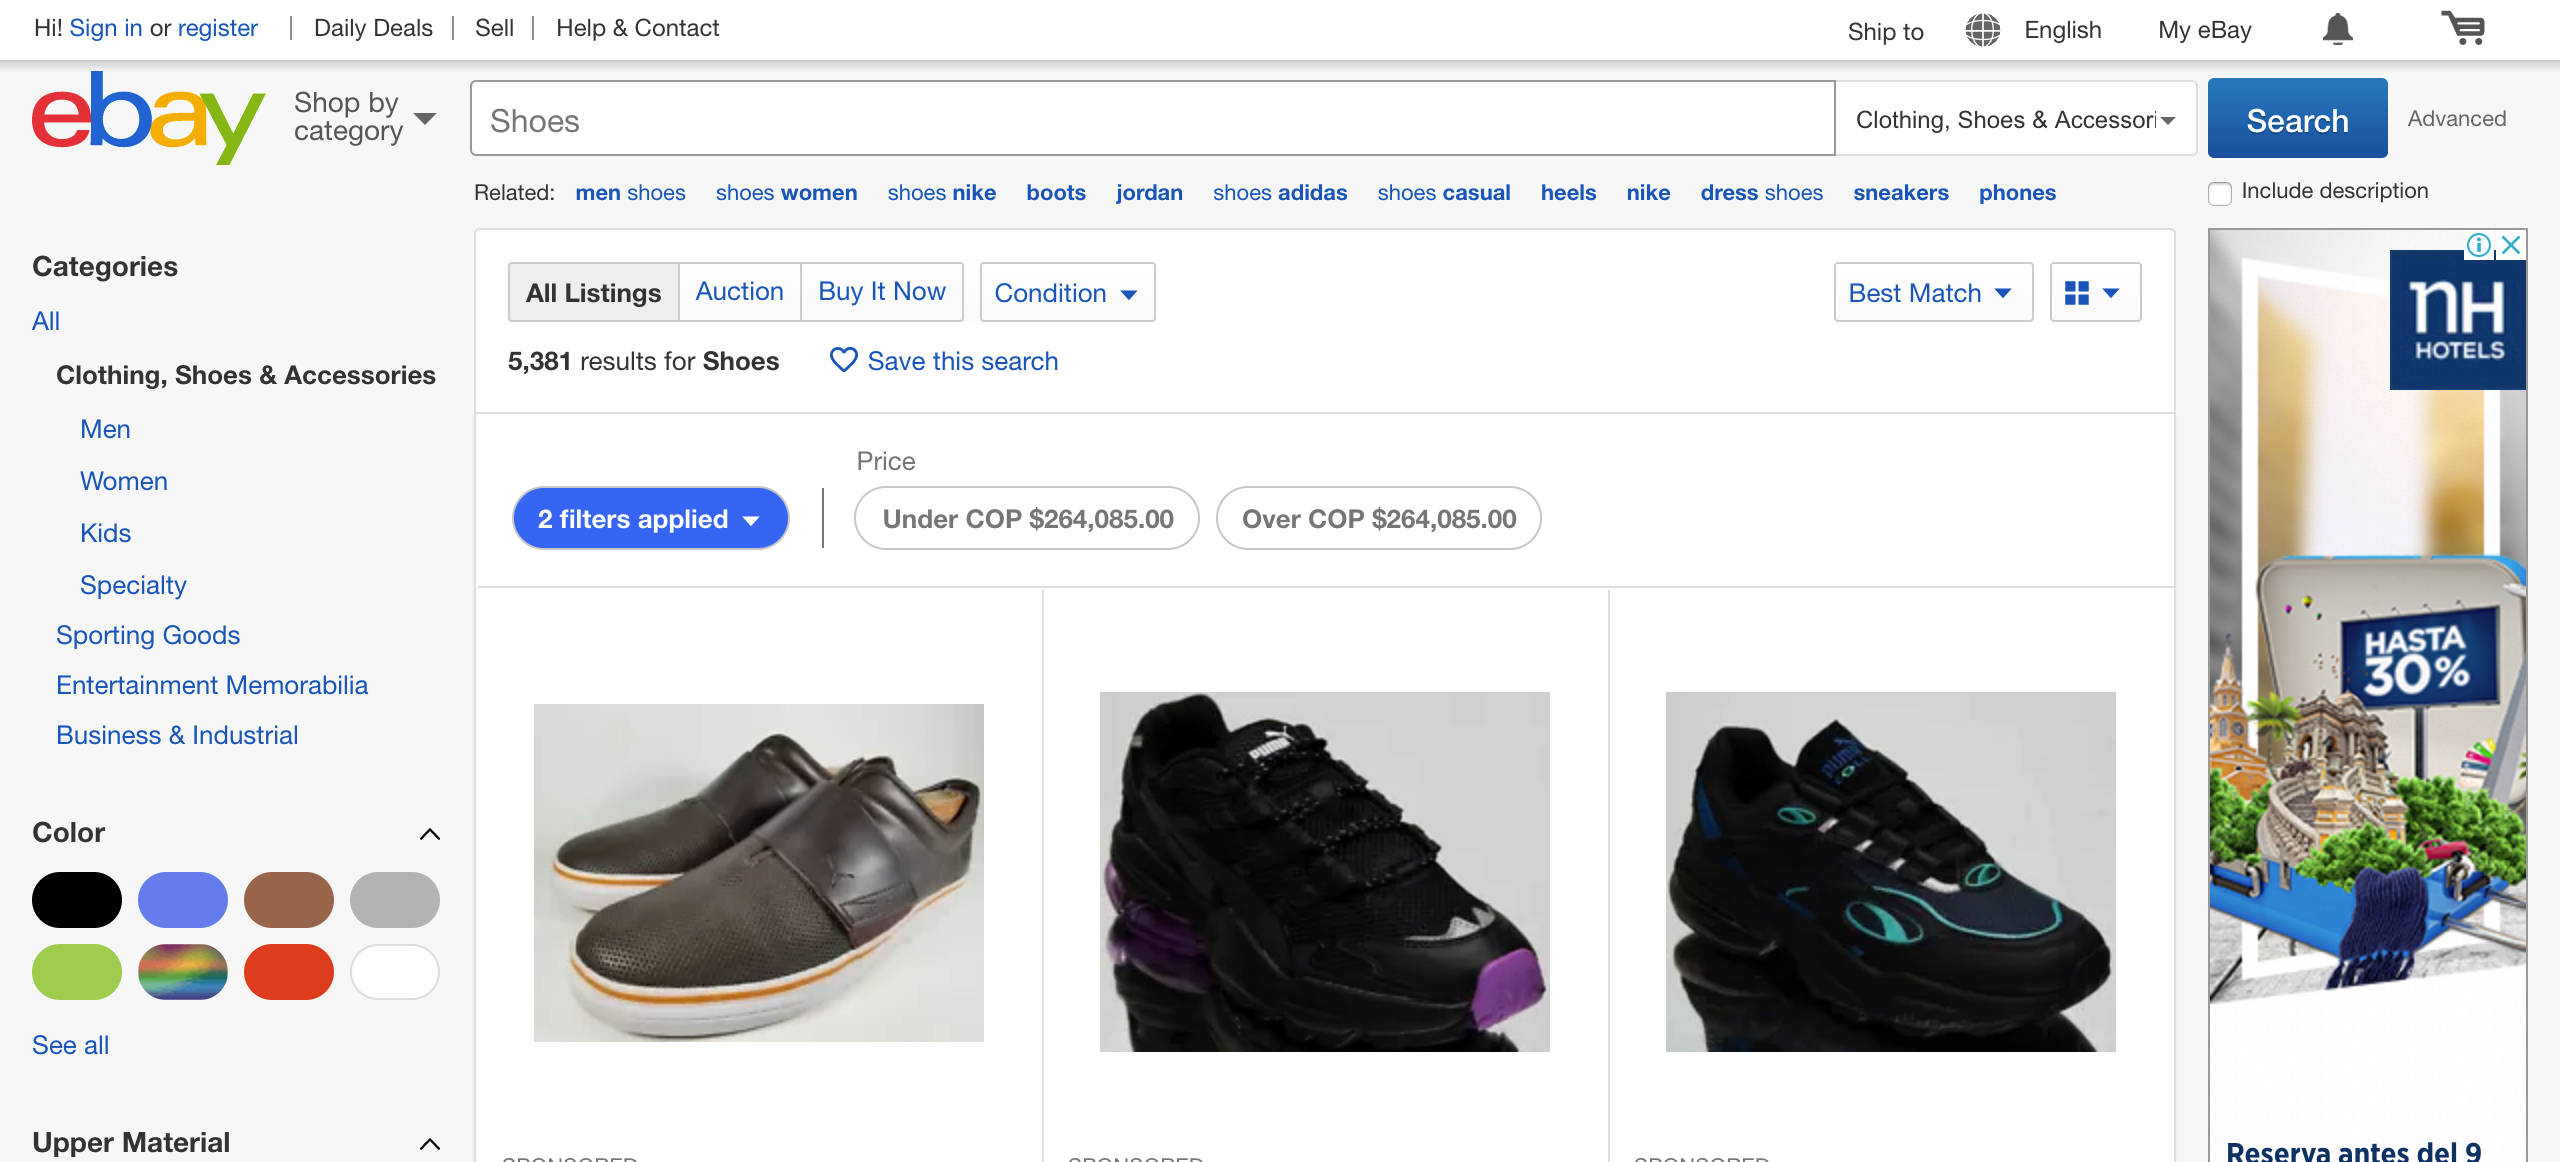 Hi! Sign in or register | Daily Deals | Sell | Help & Contact
Ship to English My eBay
ebay
Shop by
category
Shoes
Clothing, Shoes & Accessori
Search
Advanced
Related: men shoes shoes women shoes nike boots jordan shoes adidas shoes casual heels nike dress shoes sneakers phones
Include description
Categories
All
Clothing, Shoes & Accessories
Men
Women
Kids
Specialty
Sporting Goods
Entertainment Memorabilia
Business & Industrial
Color
See all
Upper Material
All Listings Auction Buy It Now Condition
Best Match
5,381 results for Shoes
Save this search
Price
2 filters applied
Under COP $264,085.00
Over COP $264,085.00
PUMA
puma
SPONSORED
SPONSORED
SPONSORED
nH
HOTELS
HASTA
30%
Reserva antes del 9